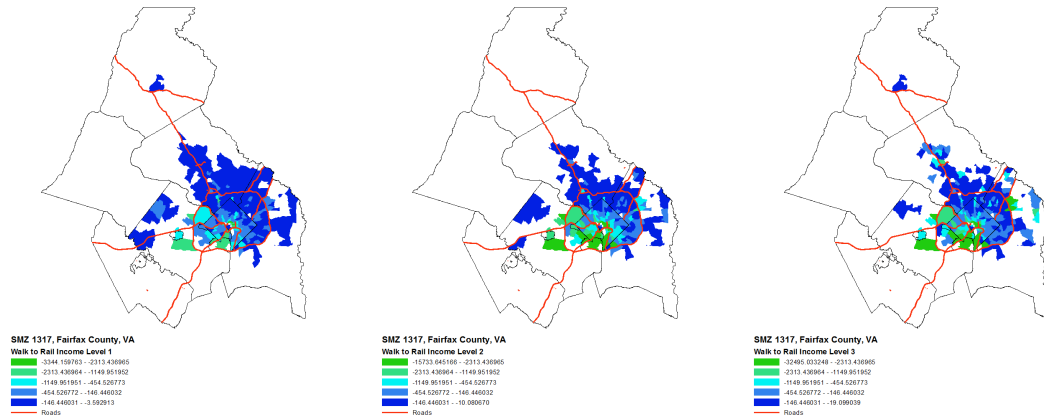 SMZ 1317, Fairfax County, VA
Walk to Rail Income Level 1
-3344.159763 - -2313.436965
-2313.436964 - -1149.951952
-1149.951951 - -454.526773
-454.526772 - -146.446032
-146.446031 - -3.592913
Roads
SMZ 1317, Fairfax County, VA
Walk to Rail Income Level 2
-15733.645166 - -2313.436965
-2313.436964 - -1149.951952
-1149.951951 - -454.526773
-454.526772 - -146.446032
-146.446031 - -10.080670
Roads
SMZ 1317, Fairfax County, VA
Walk to Rail Income Level 3
-32495.033248 - -2313.436965
-2313.436964 - -1149.951952
-1149.951951 - -454.526773
-454.526772 - -146.446032
-146.446031 - -19.099039
Roads